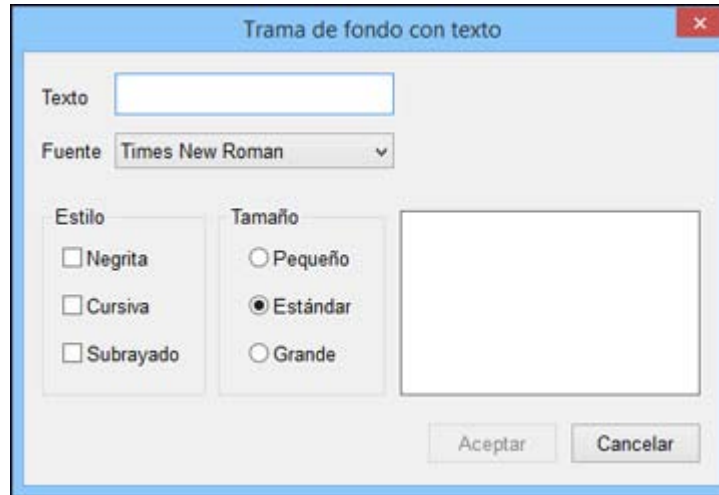 Trama de fondo con texto
Texto
Fuente Times New Roman
Estilo Tamaño
Negrita Pequeño
Cursiva Estándar
Subrayado Grande
Aceptar Cancelar